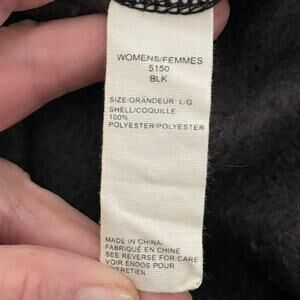 WOMENS/FEMMES
5150
BLK
SIZE/GRANDEUR: L/G
SHELL/COQUILLE:
100%
POLYESTER/POLYESTER
MADE IN CHINA:
FABRIQUÉ EN CHINE
SEE REVERSE FOR CARE
VOIR ENDOS POUR
ENTRETIEN